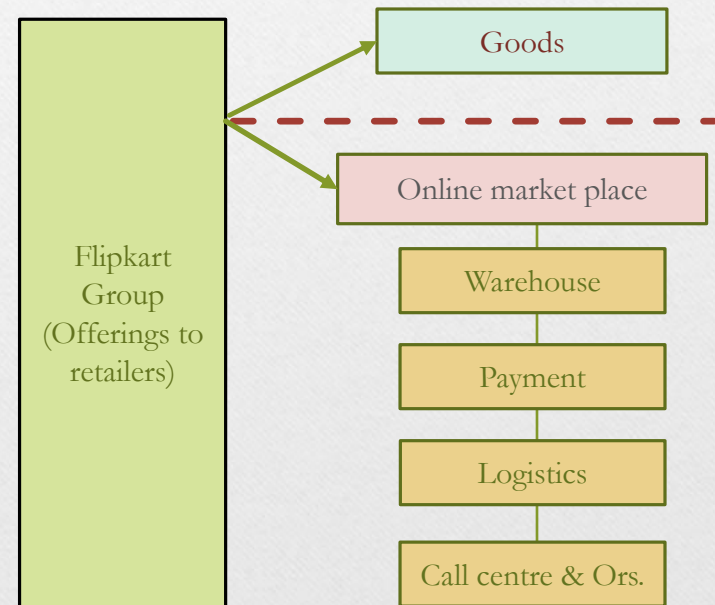 Goods
Online market place
Flipkart
Group
(Offerings to
retailers)
Warehouse
Payment
Logistics
Call centre & Ors.